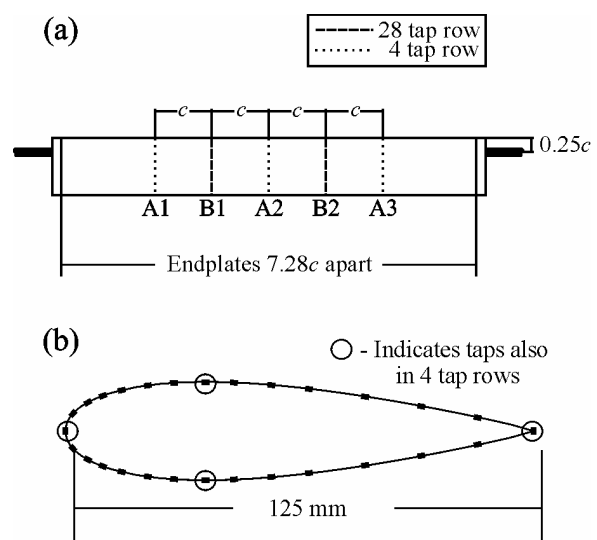 (a)
28 tap row
4 tap row
c c c c
0.25c
A1 B1 A2 B2 A3
Endplates 7.28c apart
(b)
- Indicates taps also
in 4 tap rows
125 mm